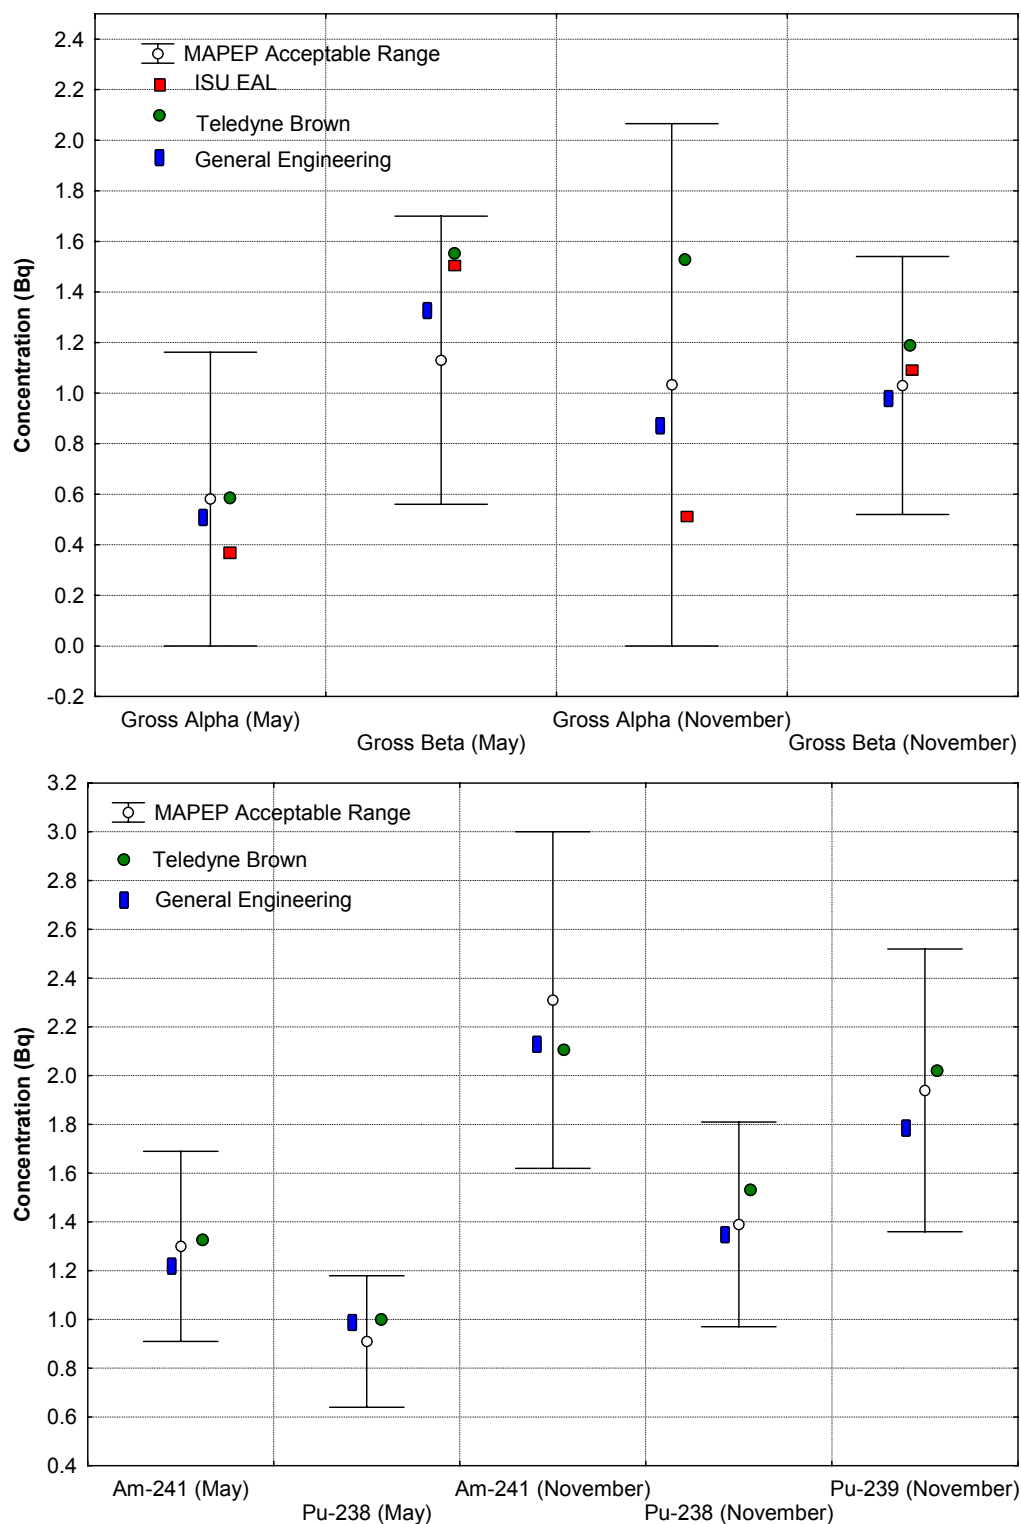 2.4
2.2
2.0
1.8
1.6
1.4
1.2
1.0
0.8
0.6
0.4
0.2
0.0
-0.2
Concentration (Bq)
MAPEP Acceptable Range
ISU EAL
Teledyne Brown
General Engineering
Gross Alpha (May)
Gross Beta (May)
Gross Alpha (November)
Gross Beta (November)
3.2
3.0
2.8
2.6
2.4
2.2
2.0
1.8
1.6
1.4
1.2
1.0
0.8
0.6
0.4
Concentration (Bq)
MAPEP Acceptable Range
Teledyne Brown
General Engineering
Am-241 (May)
Pu-238 (May)
Am-241 (November)
Pu-238 (November)
Pu-239 (November)